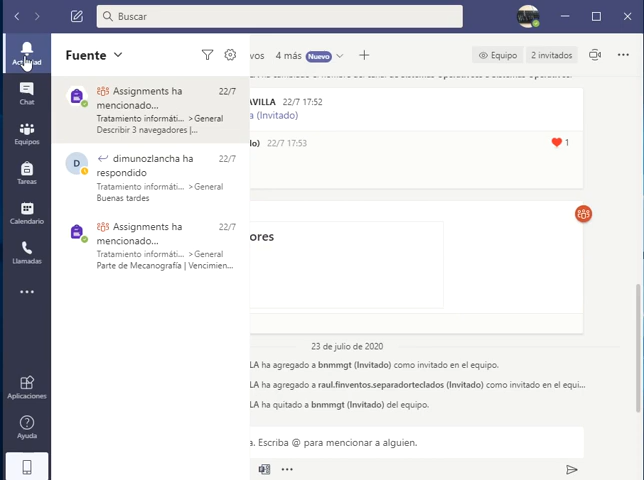 Buscar
Actividad
Chat
Equipos
Tareas
Calendario
Llamadas
Aplicaciones
Ayuda
Fuente
Assignments ha
mencionado...
22/7
Tratamiento informáti... > General
Describir 3 navegadores |...
D
dimunozlancha ha
respondido
22/7
Tratamiento informáti... > General
Buenas tardes
Assignments ha
mencionado...
22/7
Tratamiento informáti... > General
Parte de Mecanografía | Vencimien...
vos
4 más
Nuevo
Equipo
2 invitados
AVILLA 22/7 17:52
a (Invitado)
do) 22/7 17:53
1
ores
23 de julio de 2020
LA ha agregado a bnmmgt (Invitado) como invitado en el equipo.
LA ha agregado a raul.finventos.separadorteclados (Invitado) como invitado en el equi...
LA ha quitado a bnmmgt (Invitado) del equipo.
a. Escriba @ para mencionar a alguien.